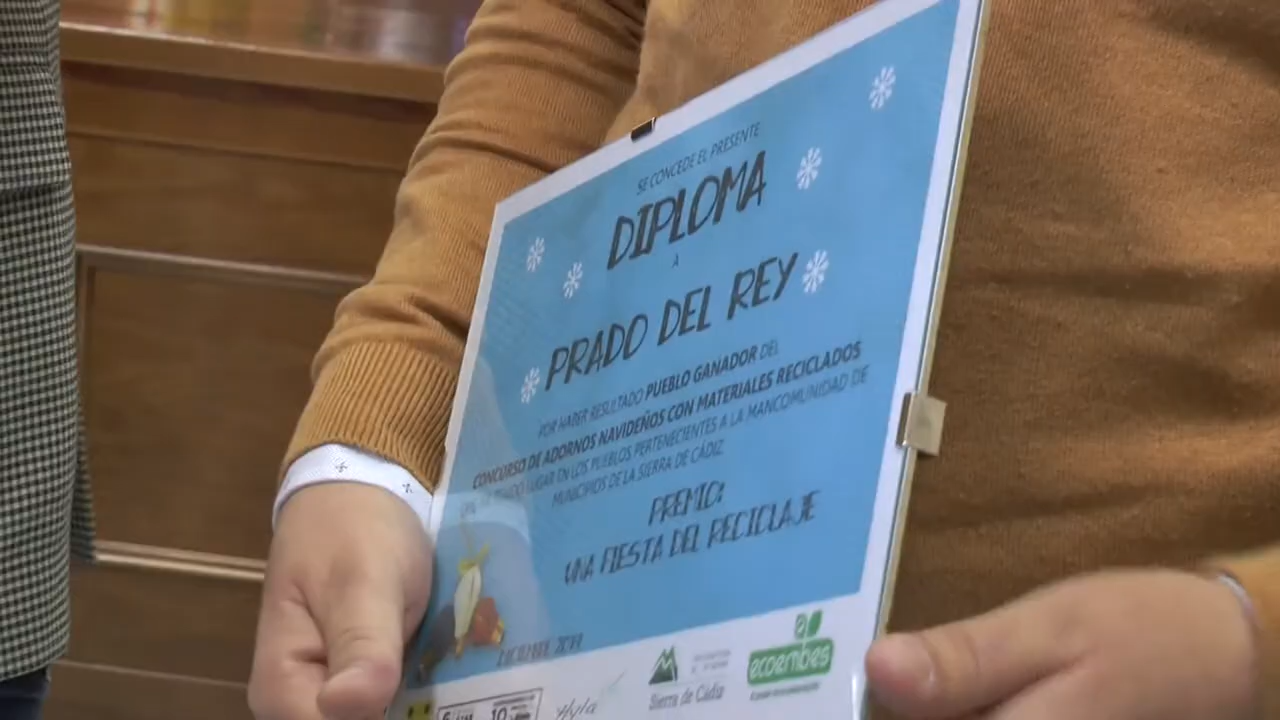 SE CONCEDE EL PRESENTE
DIPLOMA
A
PRADO DEL REY
POR HABER RESULTADO PUEBLO GANADOR DEL
CONCURSO DE ADORNOS NAVIDEÑOS CON MATERIALES RECICLADOS
LUGAR EN LOS PUEBLOS PERTENECIENTES A LA MANCOMUNIDAD DE
MUNICIPIOS DE LA SIERRA DE CÁDIZ
PREMIO:
UNA FIESTA DEL RECICLAJE
DICIEMBRE
Sierra de Cádiz
ecoembes
Hyla
10